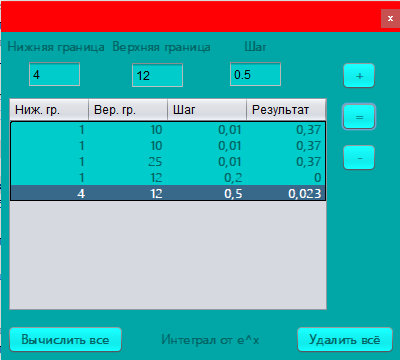 x
Нижняя граница Верхняя граница Шаг
4 12 0.5 +
Ниж. гр. Вер. гр. Шаг Результат =
1 10 0,01 0,37
1 10 0,01 0,37
1 25 0,01 0,37 -
1 12 0,2 0
4 12 0,5 0,023
Вычислить все Интеграл от e^x Удалить всё